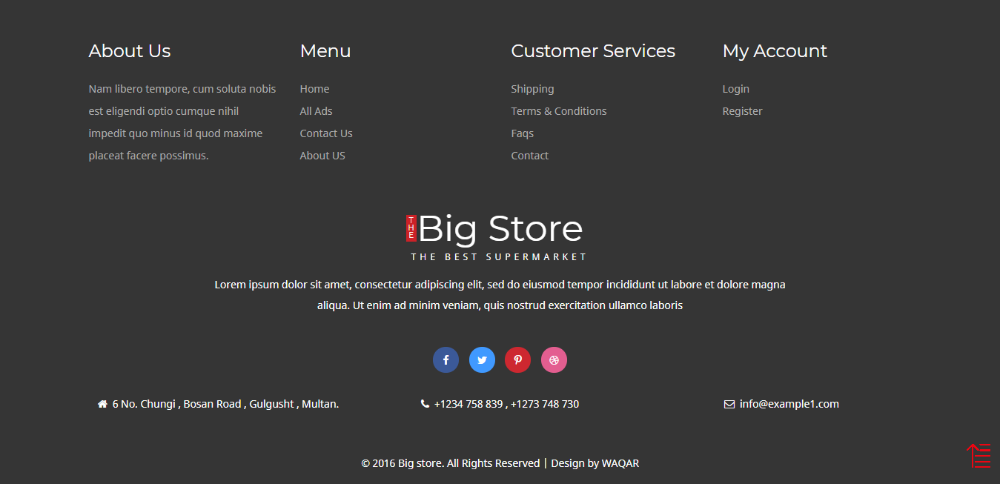 About Us
Nam libero tempore, cum soluta nobis
est eligendi optio cumque nihil
impedit quo minus id quod maxime
placeat facere possimus.
Menu
Home
All Ads
Contact Us
About US
Customer Services
Shipping
Terms & Conditions
Faqs
Contact
My Account
Login
Register
THE Big Store
THE BEST SUPERMARKET
Lorem ipsum dolor sit amet, consectetur adipiscing elit, sed do eiusmod tempor incididunt ut labore et dolore magna
aliqua. Ut enim ad minim veniam, quis nostrud exercitation ullamco laboris
6 No. Chungi , Bosan Road , Gulgusht , Multan.
+1234 758 839 , +1273 748 730
info@example1.com
© 2016 Big store. All Rights Reserved | Design by WAQAR